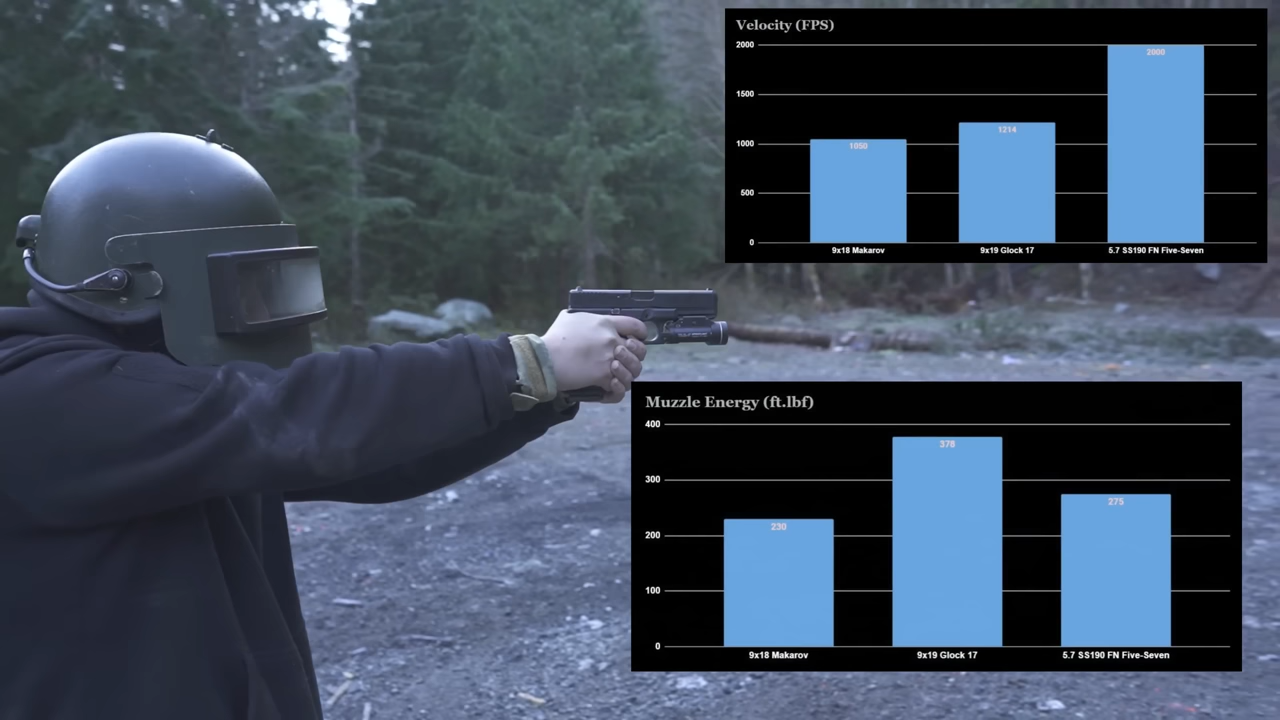 Velocity (FPS)
2000
2000
1500
1214
1050
1000
500
0
9x18 Makarov
9x19 Glock 17
5.7 SS190 FN Five-Seven
Muzzle Energy (ft.lbf)
400
378
300
275
230
200
100
0
9x18 Makarov
9x19 Glock 17
5.7 SS190 FN Five-Seven